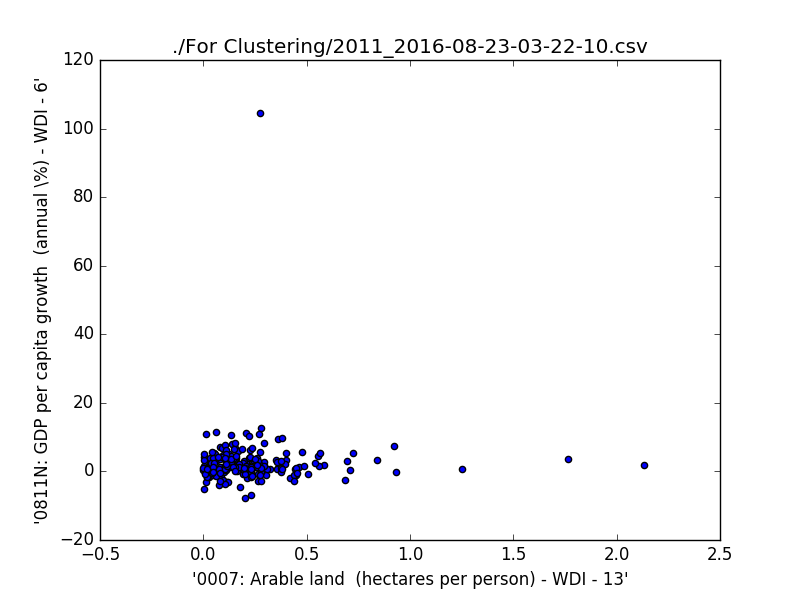 ./For Clustering/2011_2016-08-23-03-22-10.csv
'0811N: GDP per capita growth  (annual \%) - WDI - 6'
120
100
80
60
40
20
0
−20
−0.5 0.0 0.5 1.0 1.5 2.0 2.5
'0007: Arable land  (hectares per person) - WDI - 13'